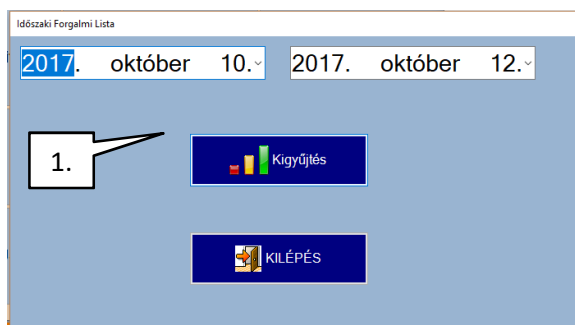 Időszaki Forgalmi Lista
2017. október 10. 2017. október 12.
1.
Kigyűjtés
KILÉPÉS